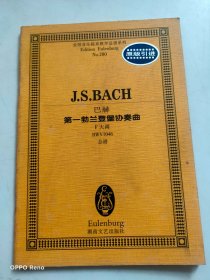 全国音乐院系教学总谱系列
Edition Eulenburg
No.280
原版引进
J.S.BACH
巴赫
第一勃兰登堡协奏曲
F大调
BWV1046
总谱
Eulenburg
湖南文艺出版社
OPPO Reno